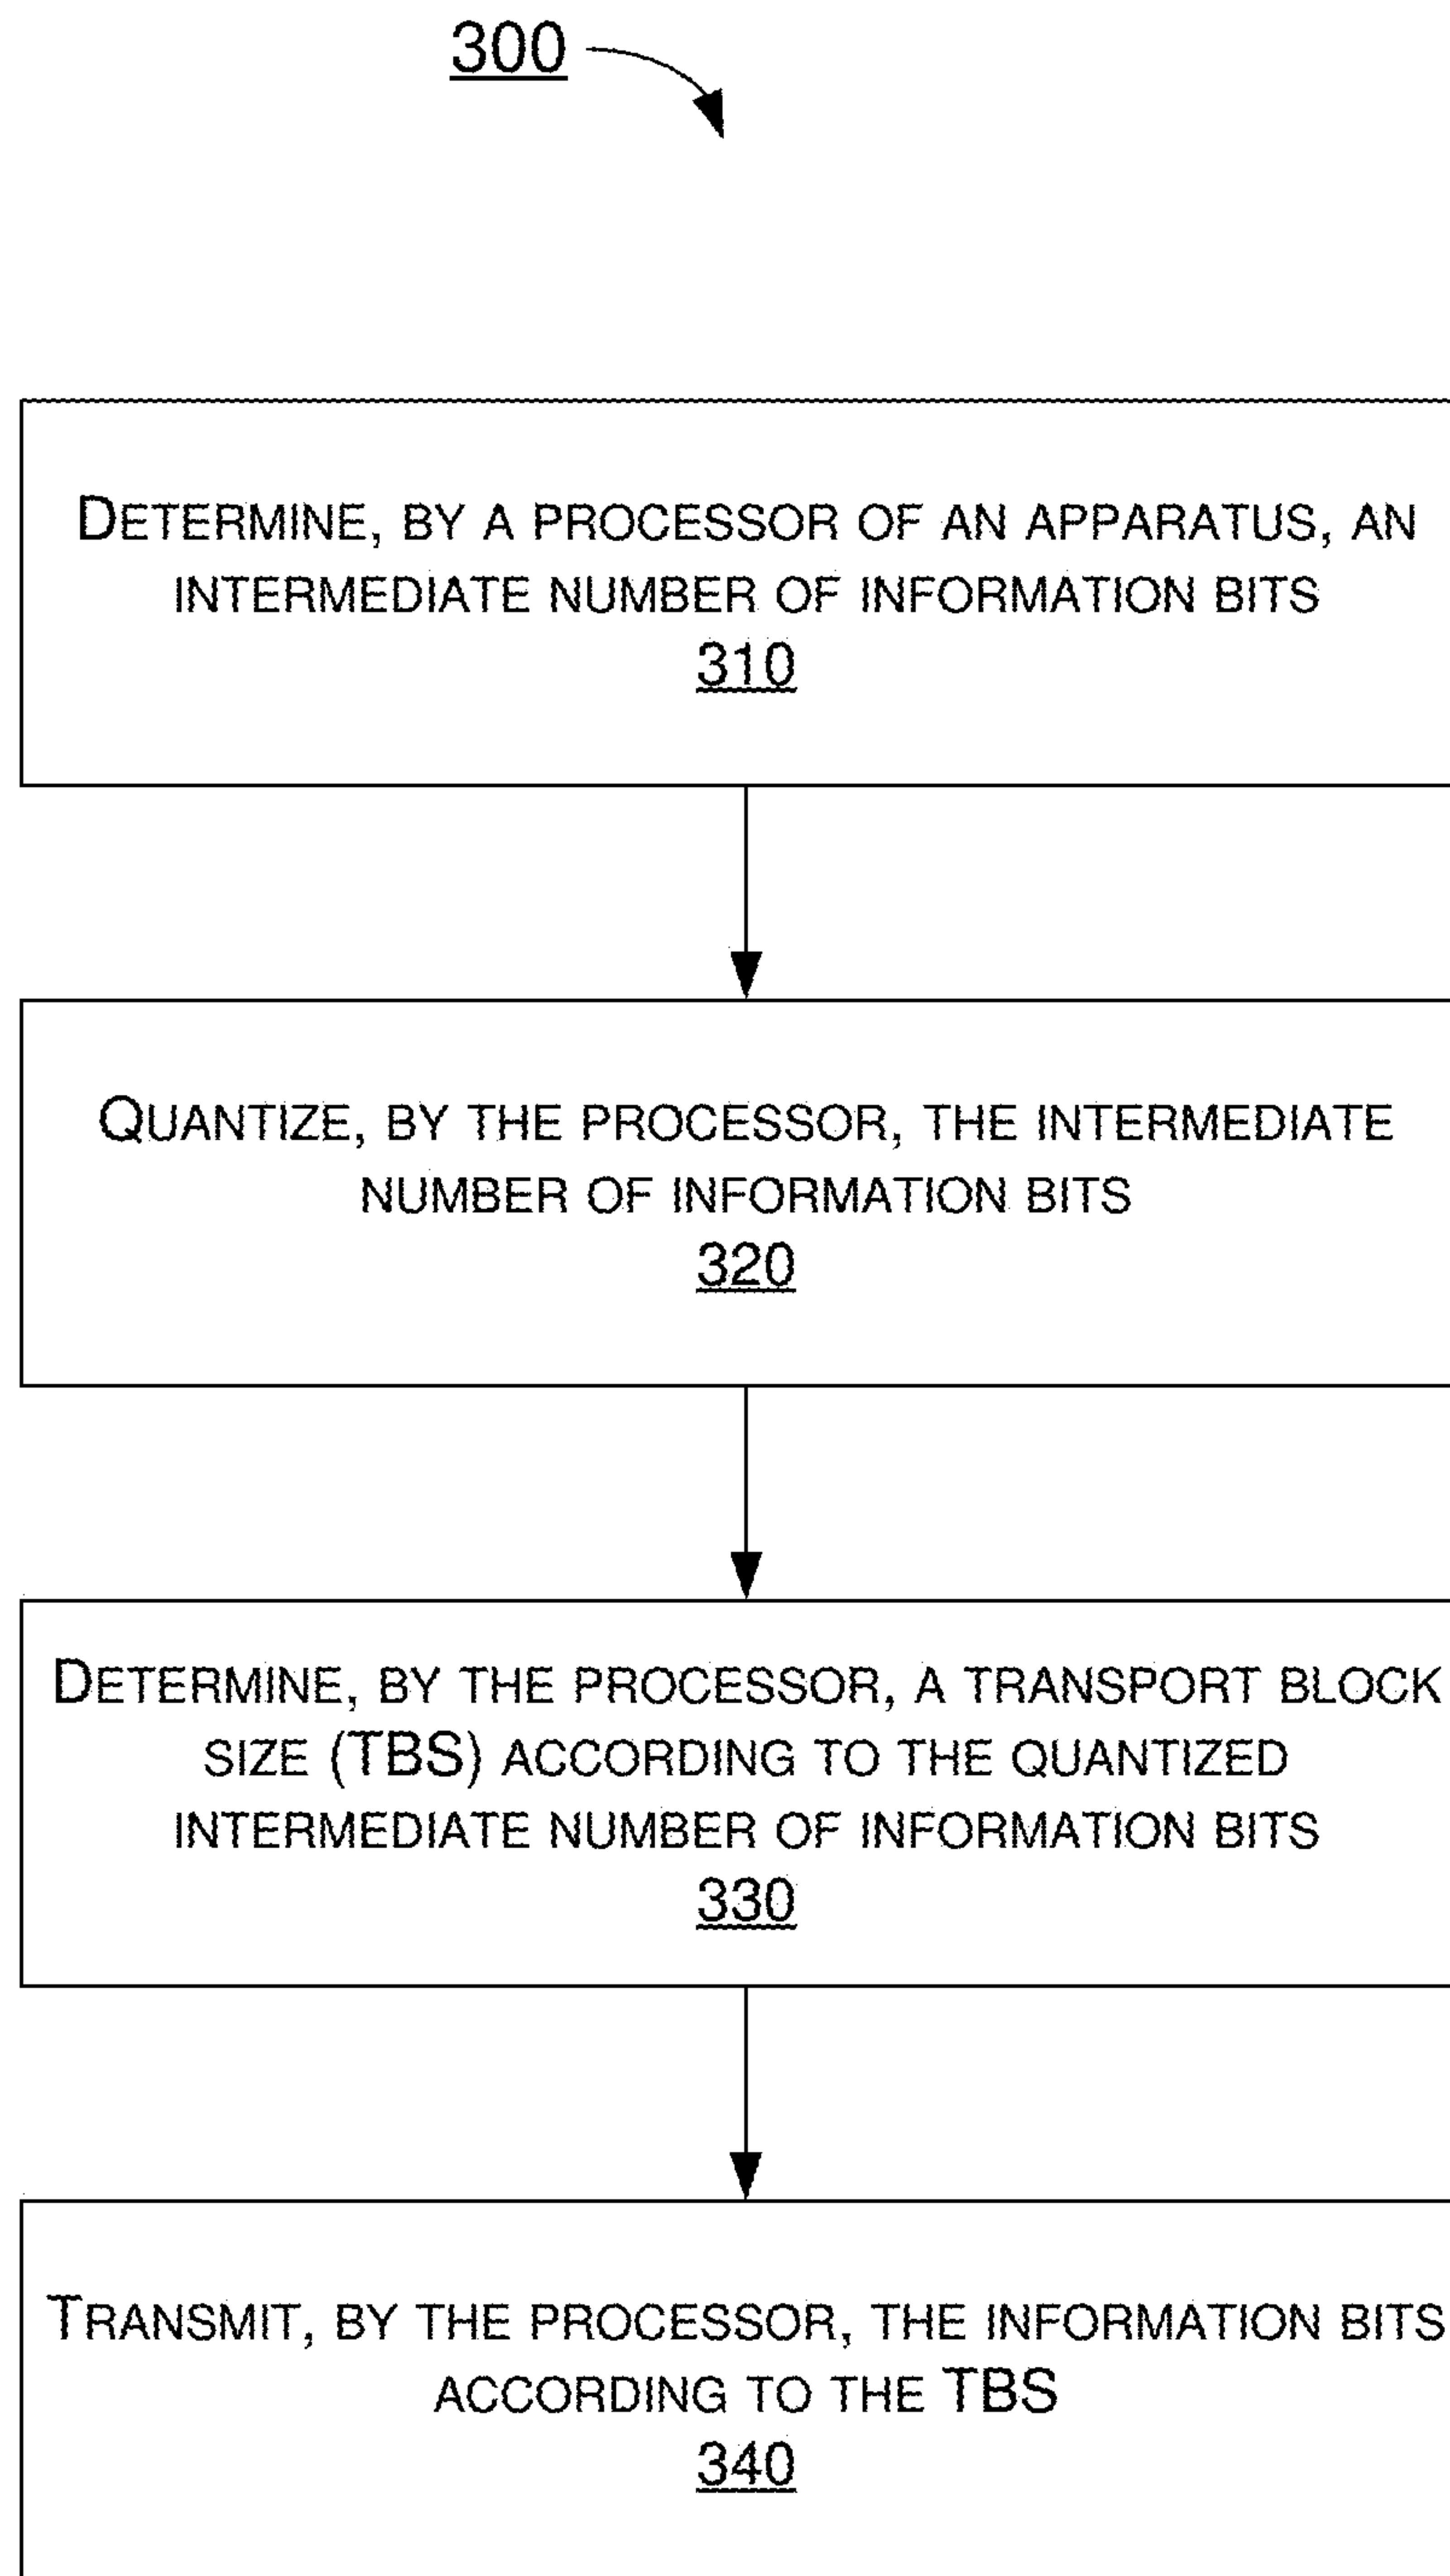 300
DETERMINE, BY A PROCESSOR OF AN APPARATUS, AN
INTERMEDIATE NUMBER OF INFORMATION BITS
310
QUANTIZE, BY THE PROCESSOR, THE INTERMEDIATE
NUMBER OF INFORMATION BITS
320
DETERMINE, BY THE PROCESSOR, A TRANSPORT BLOCK
SIZE (TBS) ACCORDING TO THE QUANTIZED
INTERMEDIATE NUMBER OF INFORMATION BITS
330
TRANSMIT, BY THE PROCESSOR, THE INFORMATION BITS
ACCORDING TO THE TBS
340